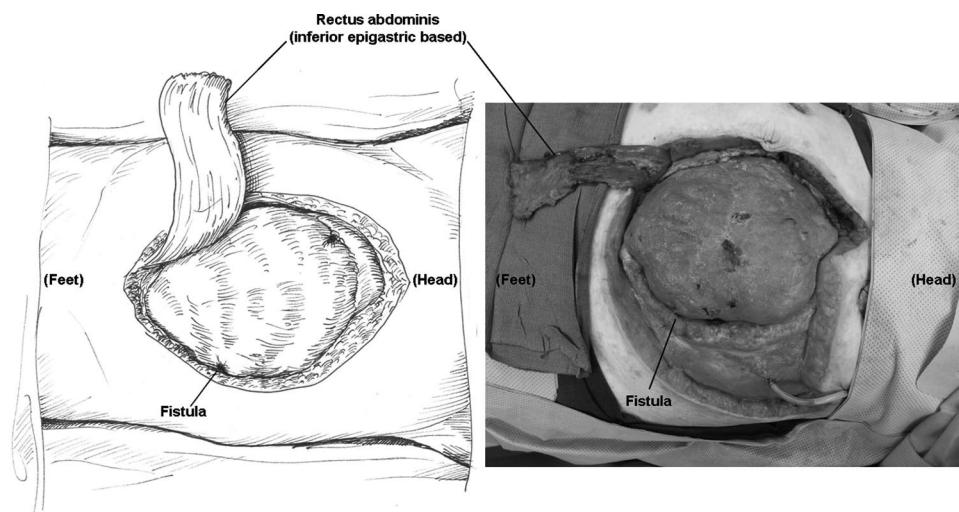 Rectus abdominis
(inferior epigastric based)
(Feet)
(Head)
Fistula
(Feet)
(Head)
Fistula